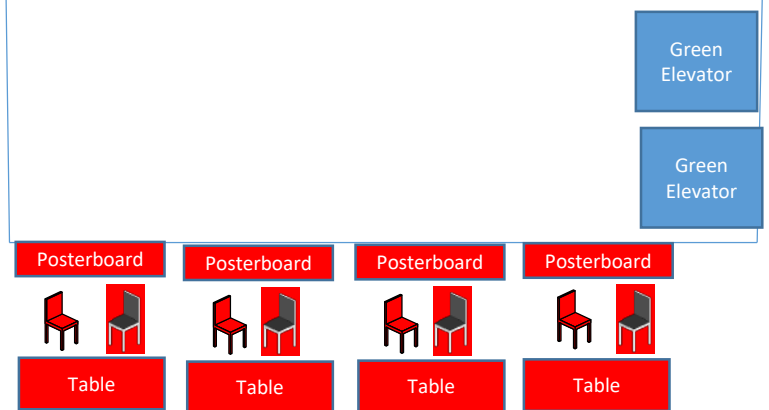 Green
Elevator
Green
Elevator
Posterboard
Posterboard
Posterboard
Posterboard
Table
Table
Table
Table